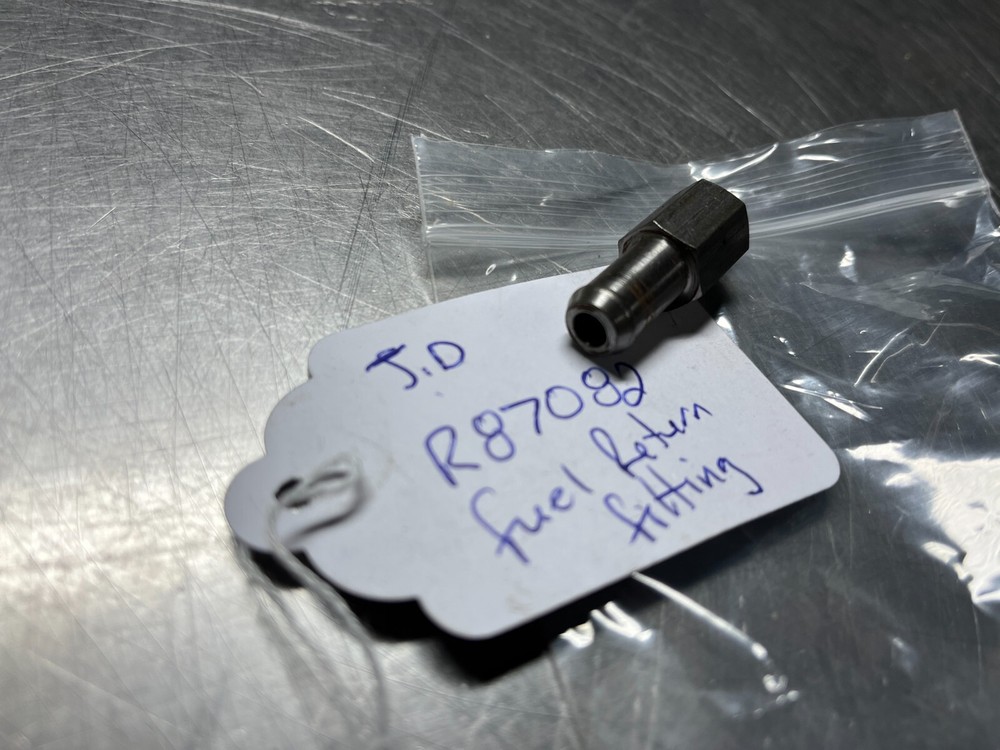 J.D
R87082
fuel Return
fitting